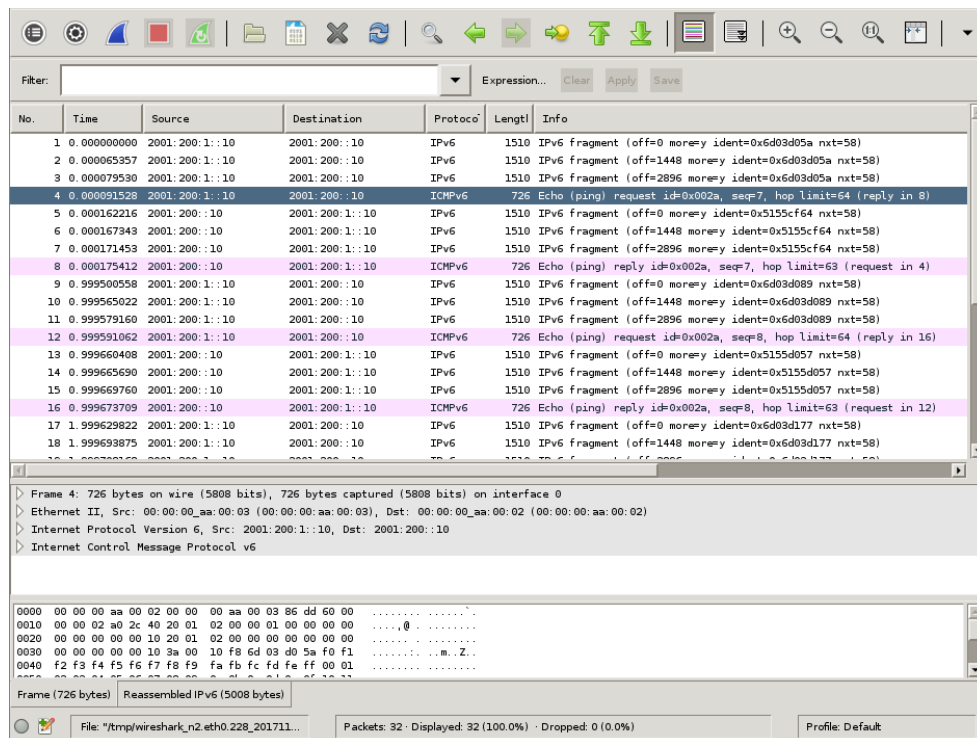 Filter: Expression... Clear Apply Save
No. Time Source Destination Protoco Lengtl Info
1 0.000000000 2001:200:1::10 2001:200::10 IPv6 1510 IPv6 fragment (off=0 more=y ident=0x6d03d05a nxt=58)
2 0.000065357 2001:200:1::10 2001:200::10 IPv6 1510 IPv6 fragment (off=1448 more=y ident=0x6d03d05a nxt=58)
3 0.000079530 2001:200:1::10 2001:200::10 IPv6 1510 IPv6 fragment (off=2896 more=y ident=0x6d03d05a nxt=58)
4 0.000091528 2001:200:1::10 2001:200::10 ICMPv6 726 Echo (ping) request id=0x002a, seq=7, hop limit=64 (reply in 8)
5 0.000162216 2001:200::10 2001:200:1::10 IPv6 1510 IPv6 fragment (off=0 more=y ident=0x5155cf64 nxt=58)
6 0.000167343 2001:200::10 2001:200:1::10 IPv6 1510 IPv6 fragment (off=1448 more=y ident=0x5155cf64 nxt=58)
7 0.000171453 2001:200::10 2001:200:1::10 IPv6 1510 IPv6 fragment (off=2896 more=y ident=0x5155cf64 nxt=58)
8 0.000175412 2001:200::10 2001:200:1::10 ICMPv6 726 Echo (ping) reply id=0x002a, seq=7, hop limit=63 (request in 4)
9 0.999500558 2001:200:1::10 2001:200::10 IPv6 1510 IPv6 fragment (off=0 more=y ident=0x6d03d089 nxt=58)
10 0.999565022 2001:200:1::10 2001:200::10 IPv6 1510 IPv6 fragment (off=1448 more=y ident=0x6d03d089 nxt=58)
11 0.999579160 2001:200:1::10 2001:200::10 IPv6 1510 IPv6 fragment (off=2896 more=y ident=0x6d03d089 nxt=58)
12 0.999591062 2001:200:1::10 2001:200::10 ICMPv6 726 Echo (ping) request id=0x002a, seq=8, hop limit=64 (reply in 16)
13 0.999660408 2001:200::10 2001:200:1::10 IPv6 1510 IPv6 fragment (off=0 more=y ident=0x5155d057 nxt=58)
14 0.999665690 2001:200::10 2001:200:1::10 IPv6 1510 IPv6 fragment (off=1448 more=y ident=0x5155d057 nxt=58)
15 0.999669760 2001:200::10 2001:200:1::10 IPv6 1510 IPv6 fragment (off=2896 more=y ident=0x5155d057 nxt=58)
16 0.999673709 2001:200::10 2001:200:1::10 ICMPv6 726 Echo (ping) reply id=0x002a, seq=8, hop limit=63 (request in 12)
17 1.999629822 2001:200:1::10 2001:200::10 IPv6 1510 IPv6 fragment (off=0 more=y ident=0x6d03d177 nxt=58)
18 1.999693875 2001:200:1::10 2001:200::10 IPv6 1510 IPv6 fragment (off=1448 more=y ident=0x6d03d177 nxt=58)
Frame 4: 726 bytes on wire (5808 bits), 726 bytes captured (5808 bits) on interface 0
Ethernet II, Src: 00:00:00_aa:00:03 (00:00:00:aa:00:03), Dst: 00:00:00_aa:00:02 (00:00:00:aa:00:02)
Internet Protocol Version 6, Src: 2001:200:1::10, Dst: 2001:200::10
Internet Control Message Protocol v6
0000 00 00 00 aa 00 02 00 00 00 aa 00 03 86 dd 60 00 ........ ......`.
0010 00 00 02 a0 2c 40 20 01 02 00 00 01 00 00 00 00 ....,@ . ........
0020 00 00 00 00 00 10 20 01 02 00 00 00 00 00 00 00 ...... . ........
0030 00 00 00 00 00 10 3a 00 10 f8 6d 03 d0 5a f0 f1 ......:. ..m..Z..
0040 f2 f3 f4 f5 f6 f7 f8 f9 fa fb fc fd fe ff 00 01 ........ ........
Frame (726 bytes) Reassembled IPv6 (5008 bytes)
File: "/tmp/wireshark_n2.eth0.228_201711... Packets: 32 · Displayed: 32 (100.0%) · Dropped: 0 (0.0%) Profile: Default